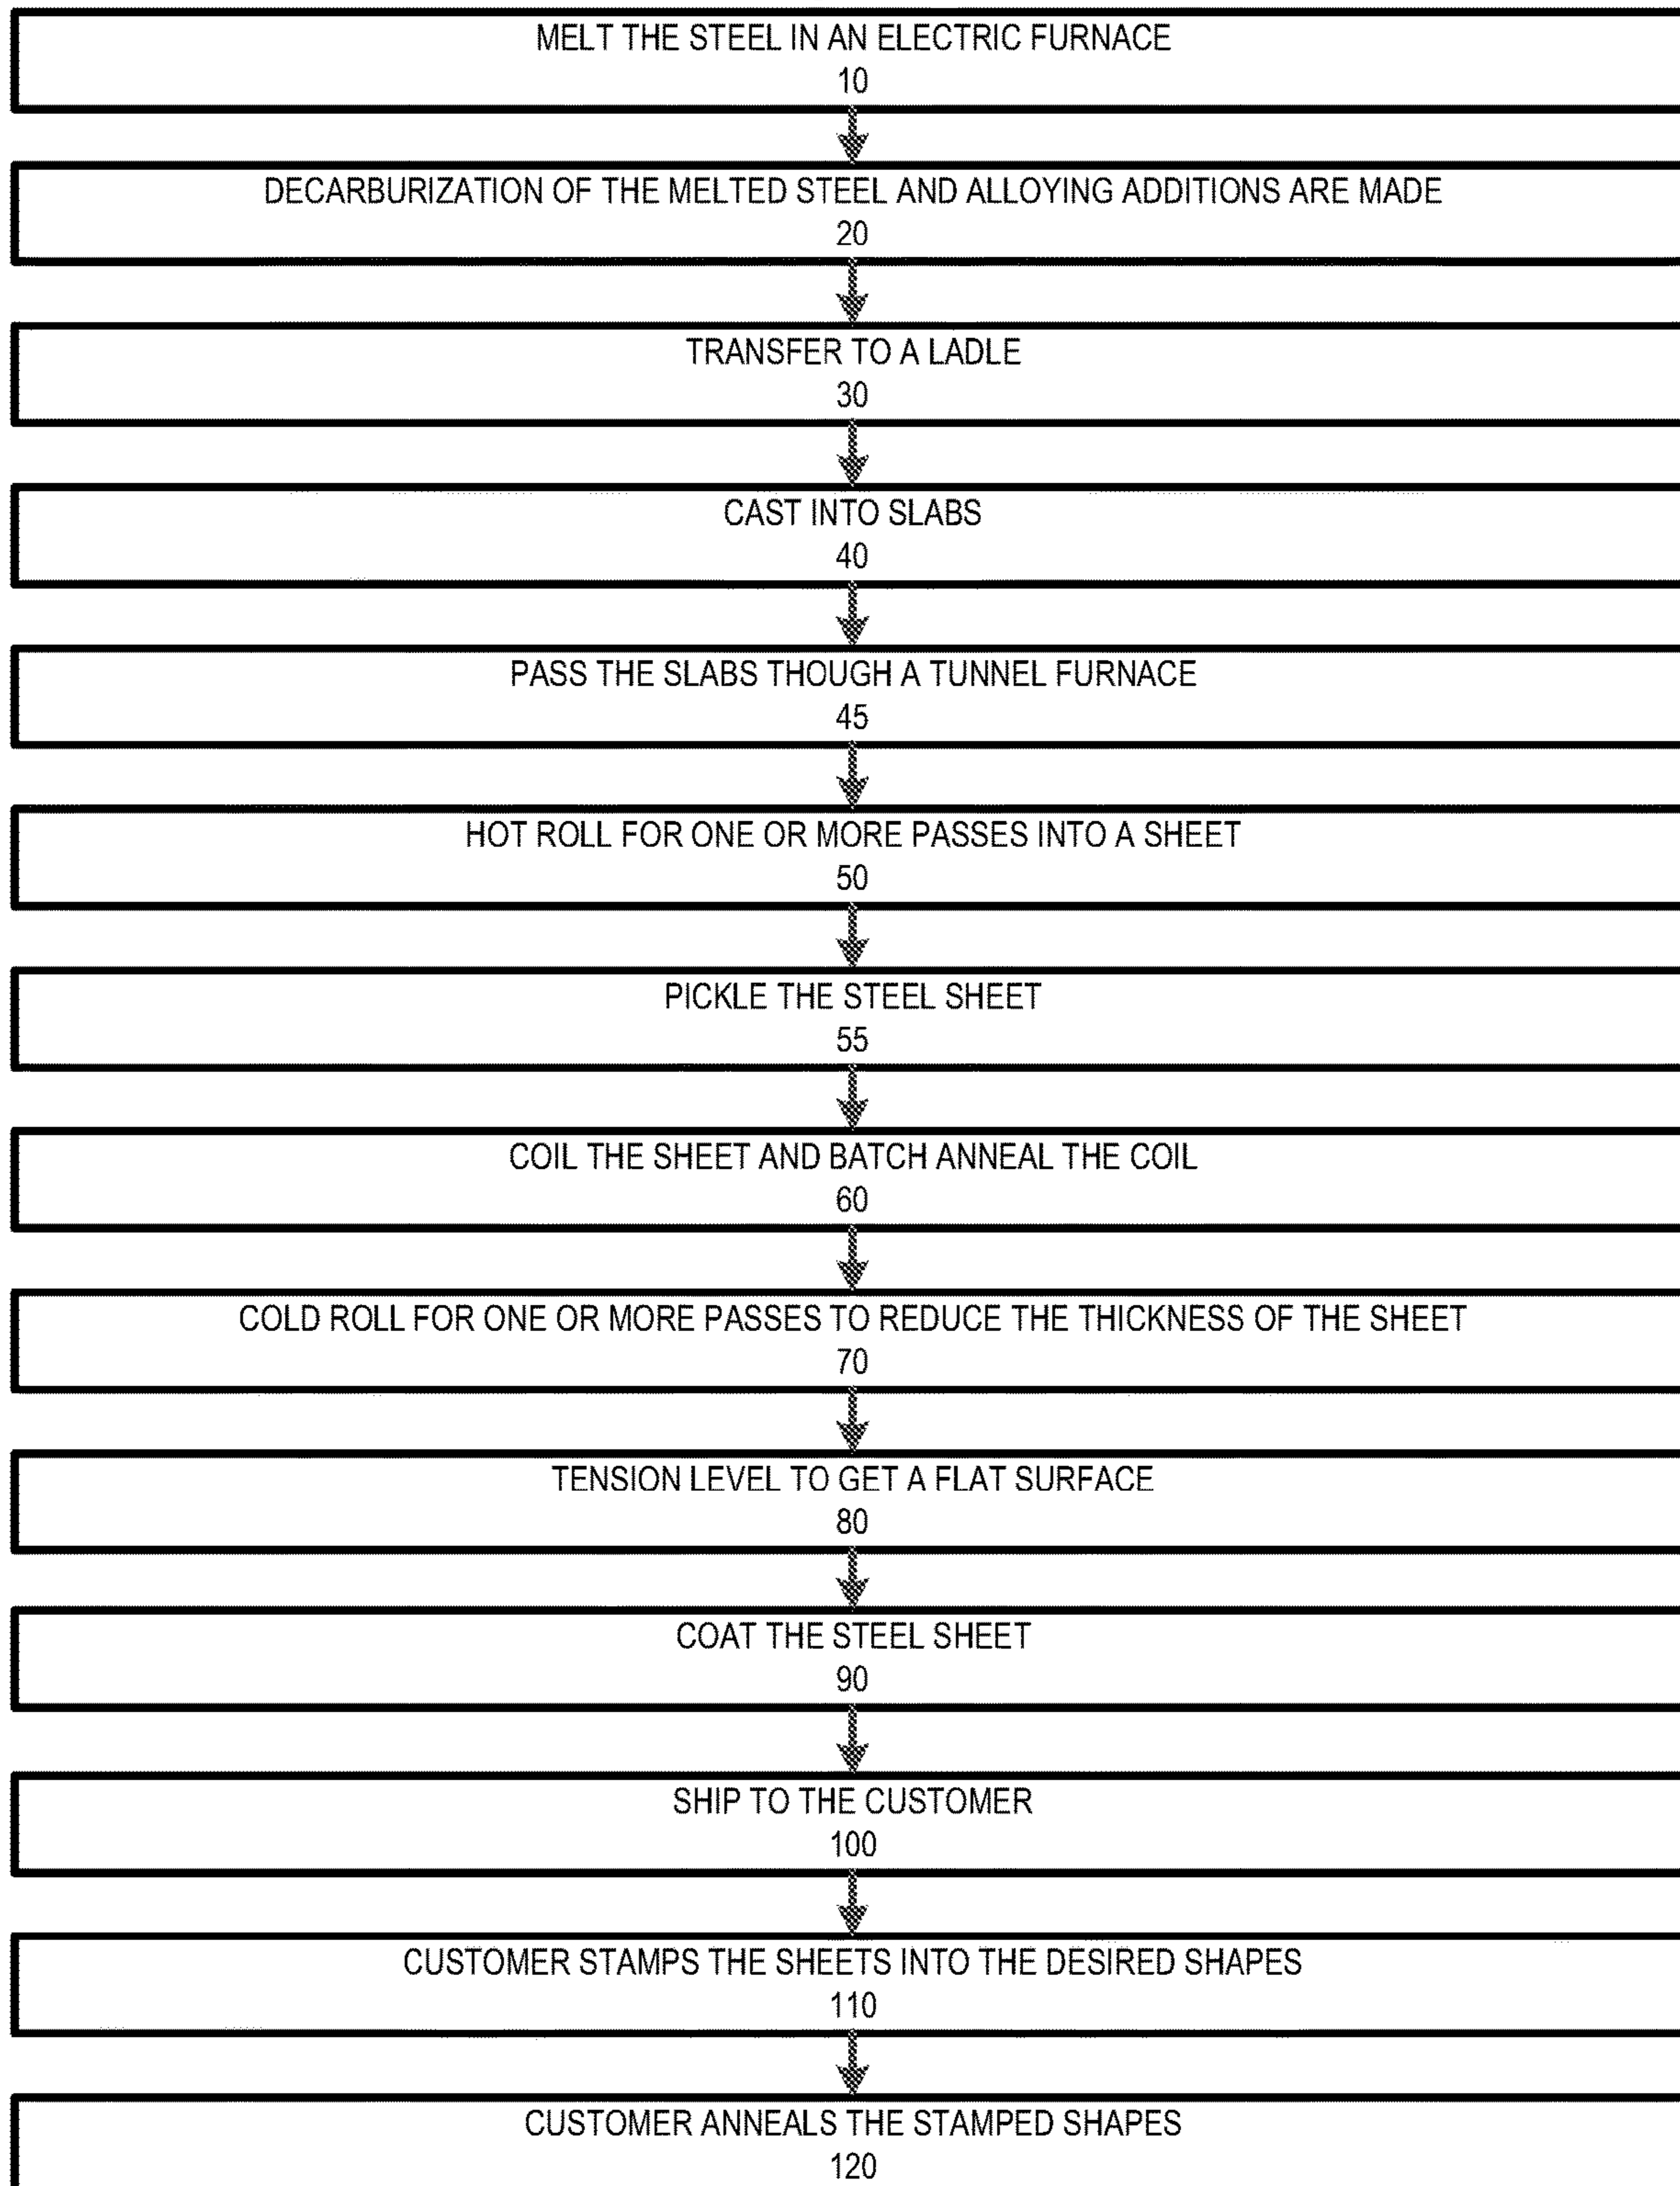 MELT THE STEEL IN AN ELECTRIC FURNACE
10
DECARBURIZATION OF THE MELTED STEEL AND ALLOYING ADDITIONS ARE MADE
20
TRANSFER TO A LADLE
30
CAST INTO SLABS
40
PASS THE SLABS THOUGH A TUNNEL FURNACE
45
HOT ROLL FOR ONE OR MORE PASSES INTO A SHEET
50
PICKLE THE STEEL SHEET
55
COIL THE SHEET AND BATCH ANNEAL THE COIL
60
COLD ROLL FOR ONE OR MORE PASSES TO REDUCE THE THICKNESS OF THE SHEET
70
TENSION LEVEL TO GET A FLAT SURFACE
80
COAT THE STEEL SHEET
90
SHIP TO THE CUSTOMER
100
CUSTOMER STAMPS THE SHEETS INTO THE DESIRED SHAPES
110
CUSTOMER ANNEALS THE STAMPED SHAPES
120